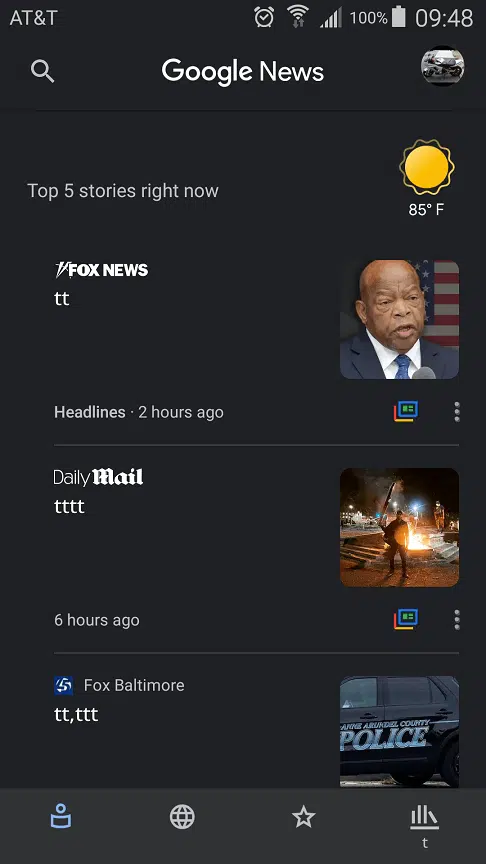 AT&T 100% 09:48
Google News
Top 5 stories right now
85° F
FOX NEWS
tt
Headlines · 2 hours ago
Daily Mail
tttt
6 hours ago
45 Fox Baltimore
tt,ttt
ANNE ARUNDEL COUNTY
POLICE
t